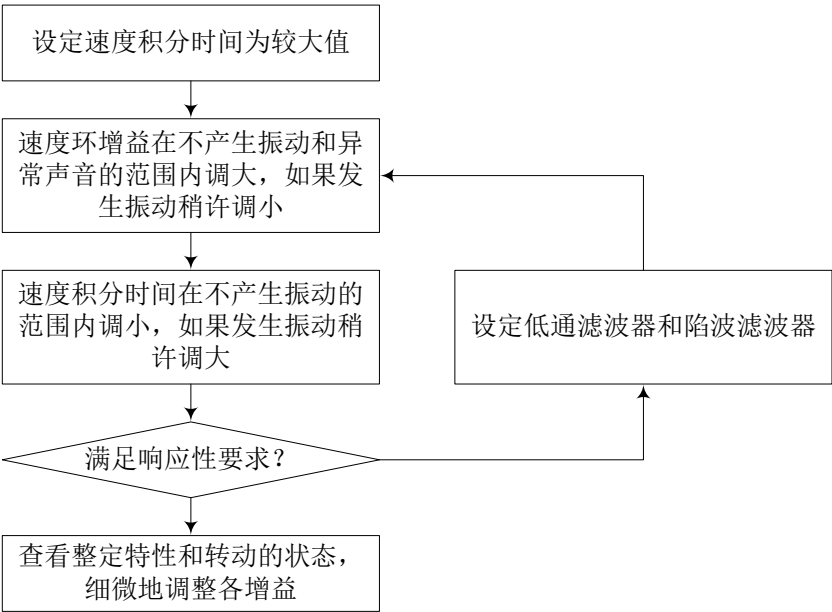 设定速度积分时间为较大值
速度环增益在不产生振动和异
常声音的范围内调大，如果发
生振动稍许调小
速度积分时间在不产生振动的
范围内调小，如果发生振动稍
许调大
设定低通滤波器和陷波滤波器
满足响应性要求？
查看整定特性和转动的状态，
细微地调整各增益